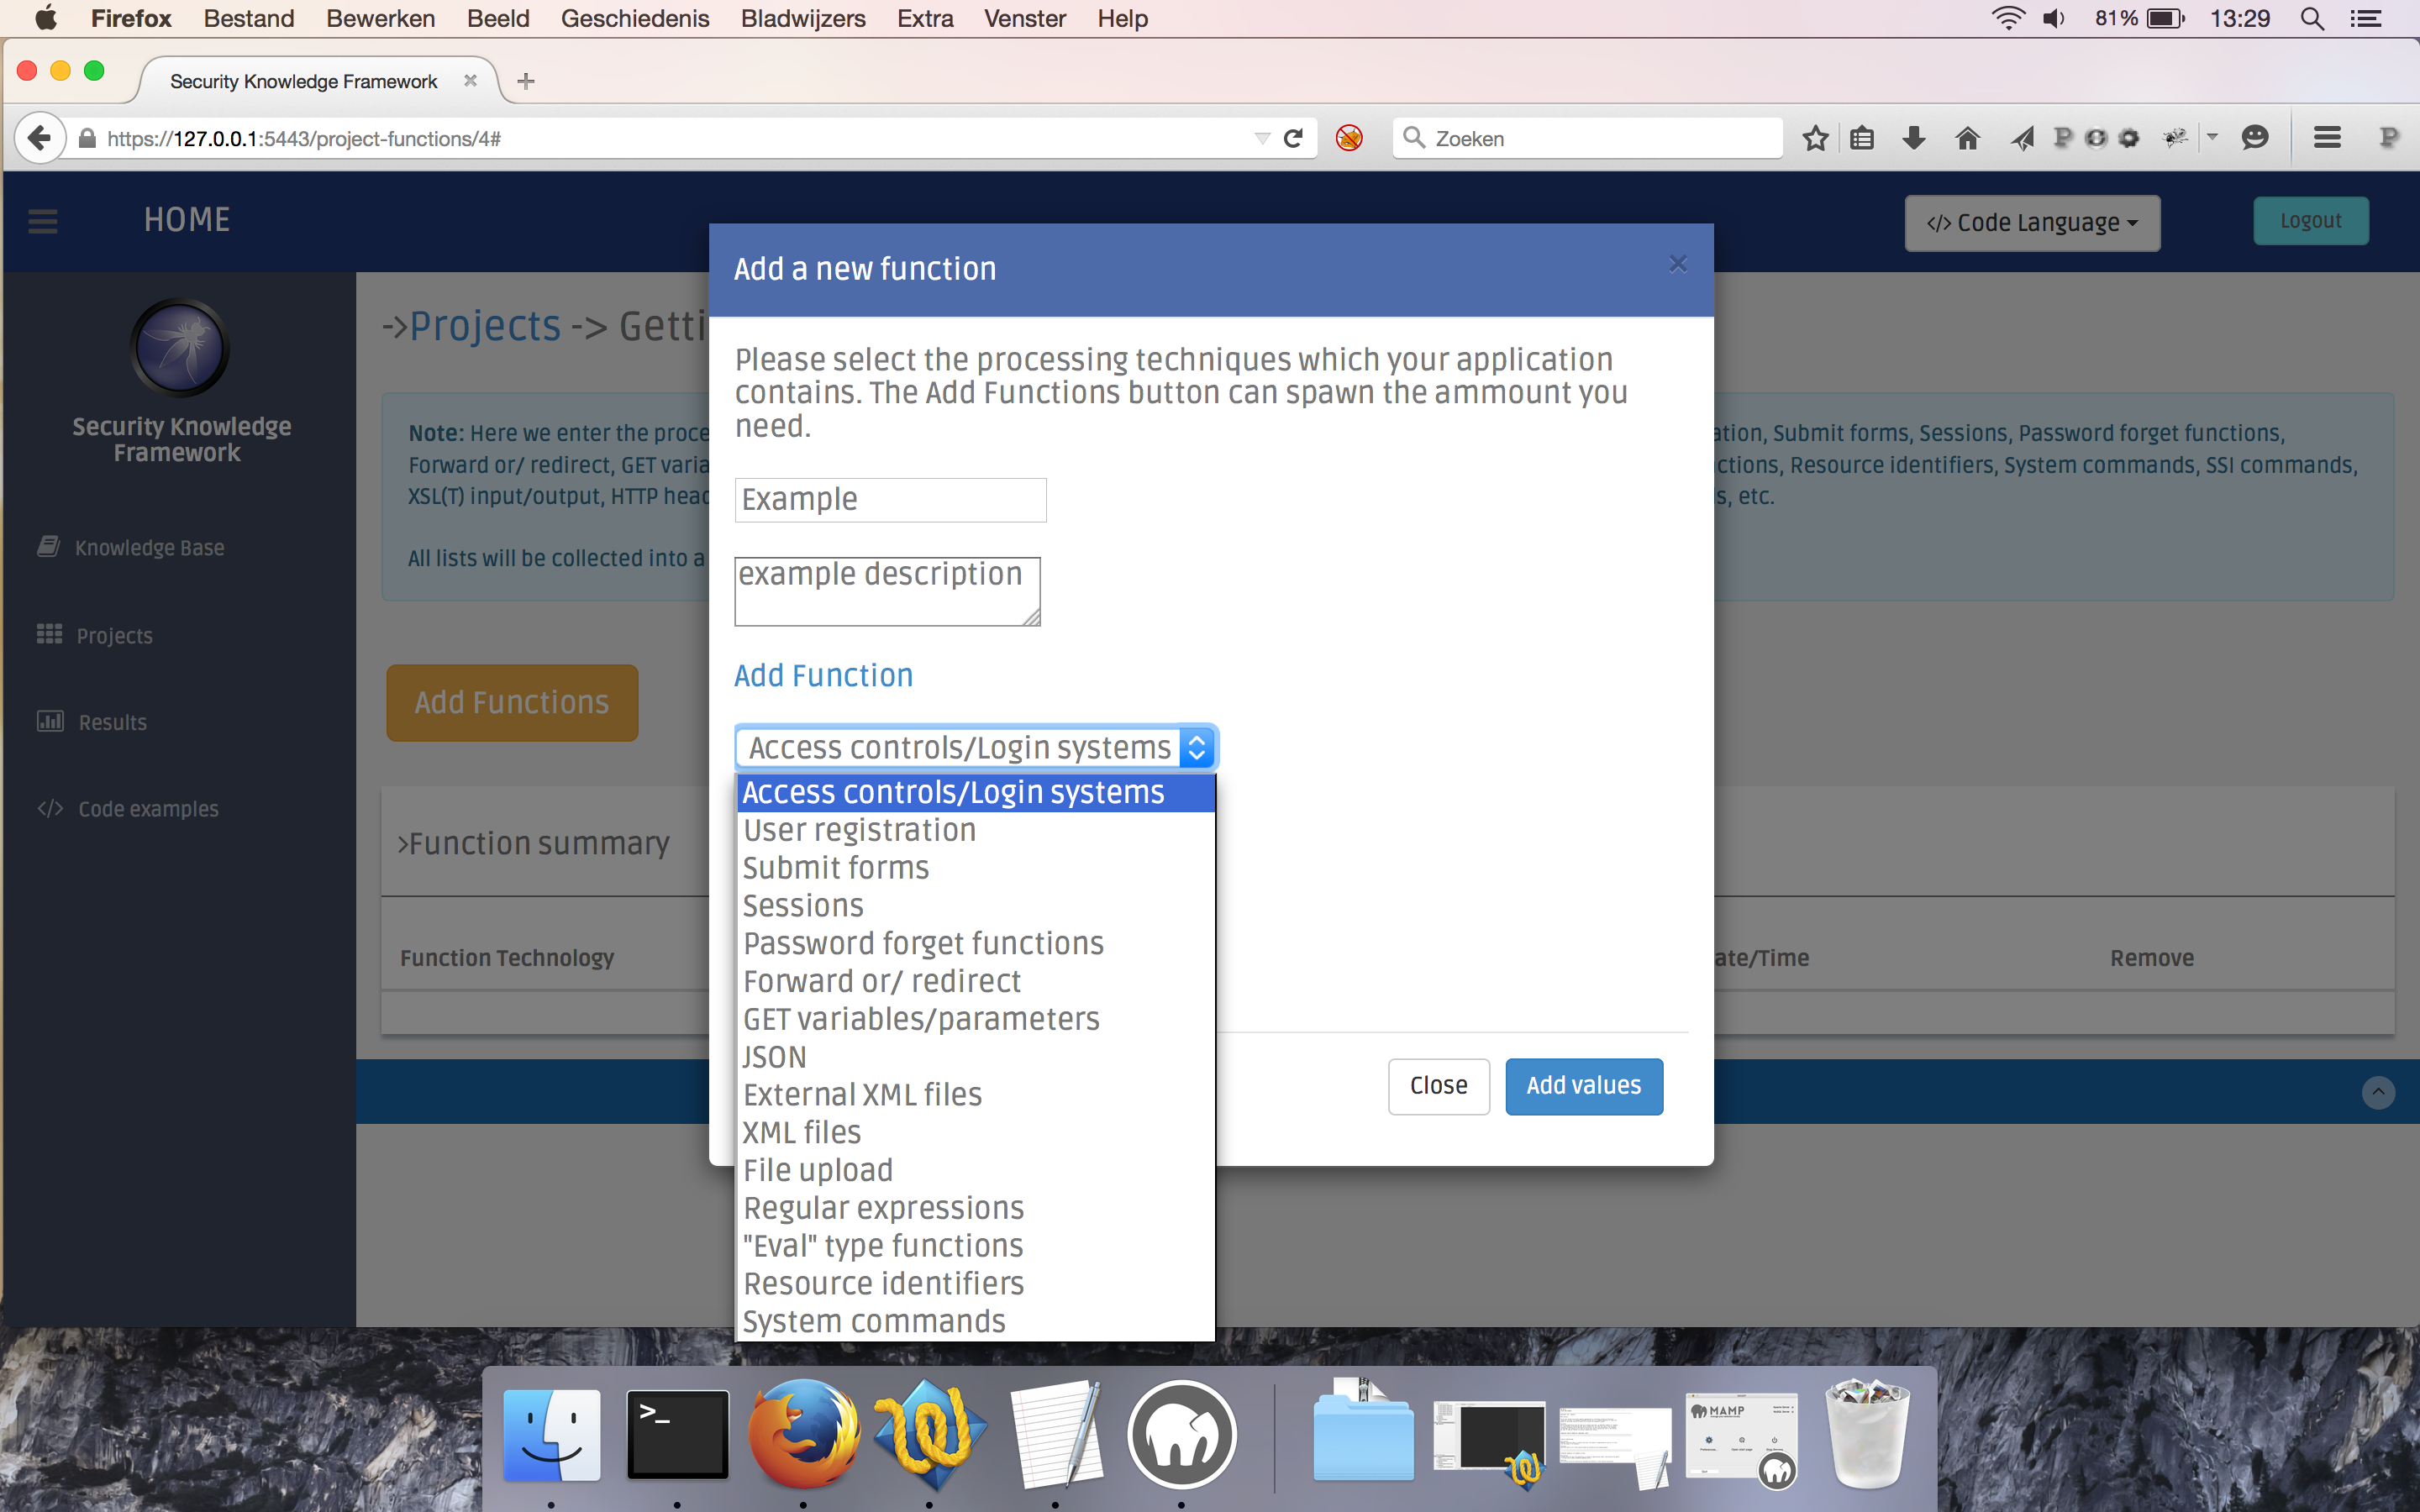 Firefox Bestand Bewerken Beeld Geschiedenis Bladwijzers Extra Venster Help 81% 13:29
Security Knowledge Framework
https://127.0.0.1:5443/project-functions/4#
Zoeken
HOME
</> Code Language
Logout
Security Knowledge
Framework
Knowledge Base
Projects
Results
</> Code examples
->Projects -> Getti
Note: Here we enter the proce
ation, Submit forms, Sessions, Password forget functions,
Forward or/ redirect, GET varia
ctions, Resource identifiers, System commands, SSI commands,
XSL(T) input/output, HTTP head
s, etc.
All lists will be collected into a
Add Functions
>Function summary
Function Technology
ate/Time
Remove
Add a new function
Please select the processing techniques which your application
contains. The Add Functions button can spawn the ammount you
need.
Example
example description
Add Function
Access controls/Login systems
Access controls/Login systems
User registration
Submit forms
Sessions
Password forget functions
Forward or/ redirect
GET variables/parameters
JSON
External XML files
XML files
File upload
Regular expressions
"Eval" type functions
Resource identifiers
System commands
Close
Add values
>_
MAMP